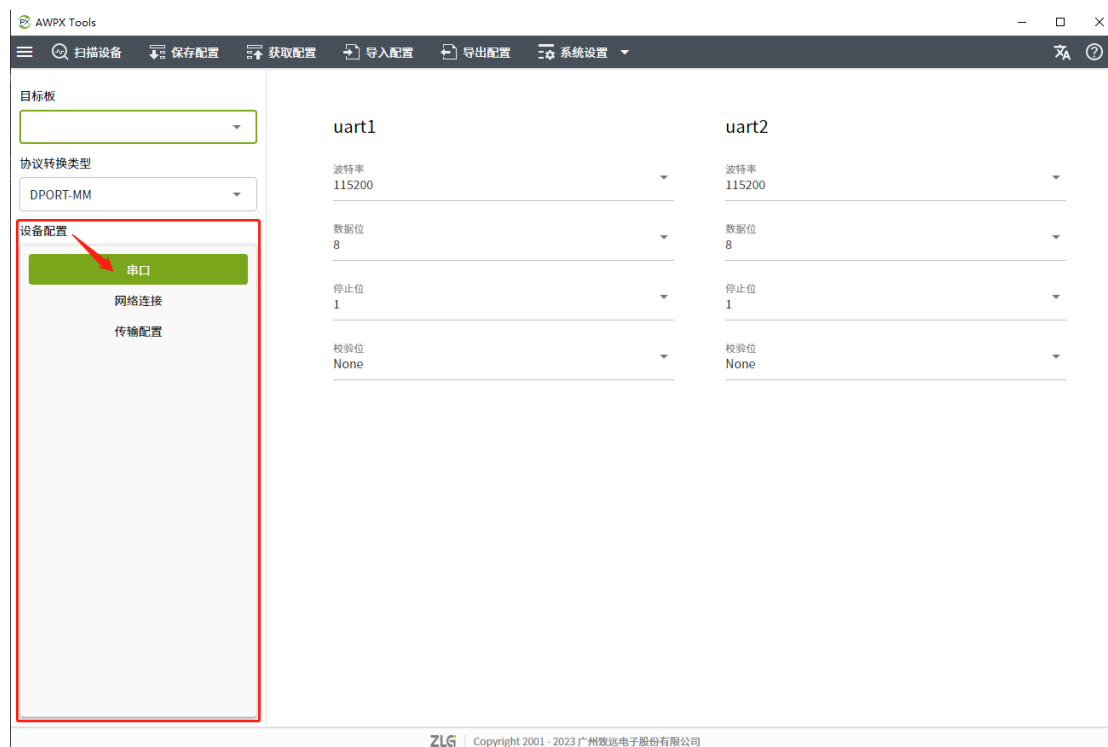 AWPX Tools
扫描设备 保存配置 获取配置 导入配置 导出配置 系统设置
目标板
协议转换类型
DPORT-MM
设备配置
串口
网络连接
传输配置
uart1
波特率
115200
数据位
8
停止位
1
校验位
None
uart2
波特率
115200
数据位
8
停止位
1
校验位
None
ZLG Copyright 2001 - 2023 广州致远电子股份有限公司